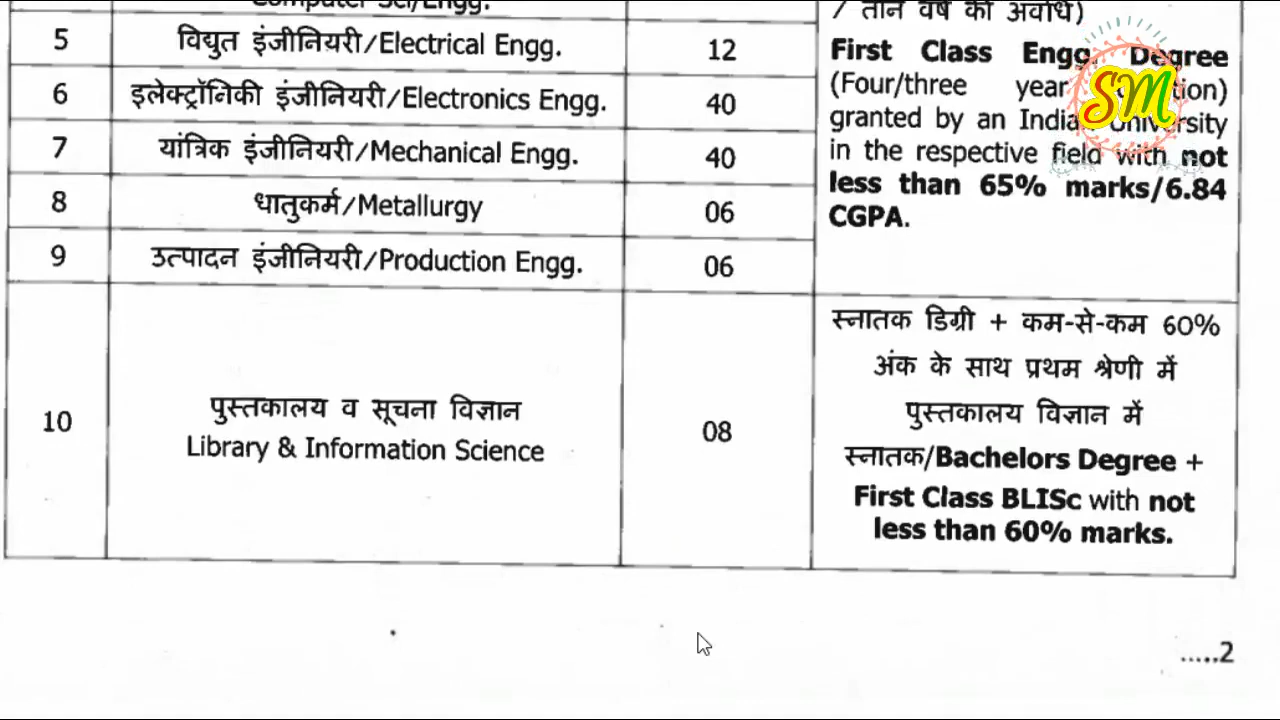 Computer Sci/Engg.
/ तीन वर्ष की अवधि)
5
विद्युत इंजीनियरी/Electrical Engg.
12
First Class Engg. Degree
6
इलेक्ट्रॉनिकी इंजीनियरी/Electronics Engg.
40
(Four/three year
granted by an Indian University
7
यांत्रिक इंजीनियरी/Mechanical Engg.
40
in the respective field with not
less than 65% marks/6.84
CGPA.
8
धातुकर्म/Metallurgy
06
9
उत्पादन इंजीनियरी/Production Engg.
06
10
पुस्तकालय व सूचना विज्ञान
Library & Information Science
08
स्नातक डिग्री + कम-से-कम 60%
अंक के साथ प्रथम श्रेणी में
पुस्तकालय विज्ञान में
स्नातक/Bachelors Degree +
First Class BLISc with not
less than 60% marks.
.....2
SM